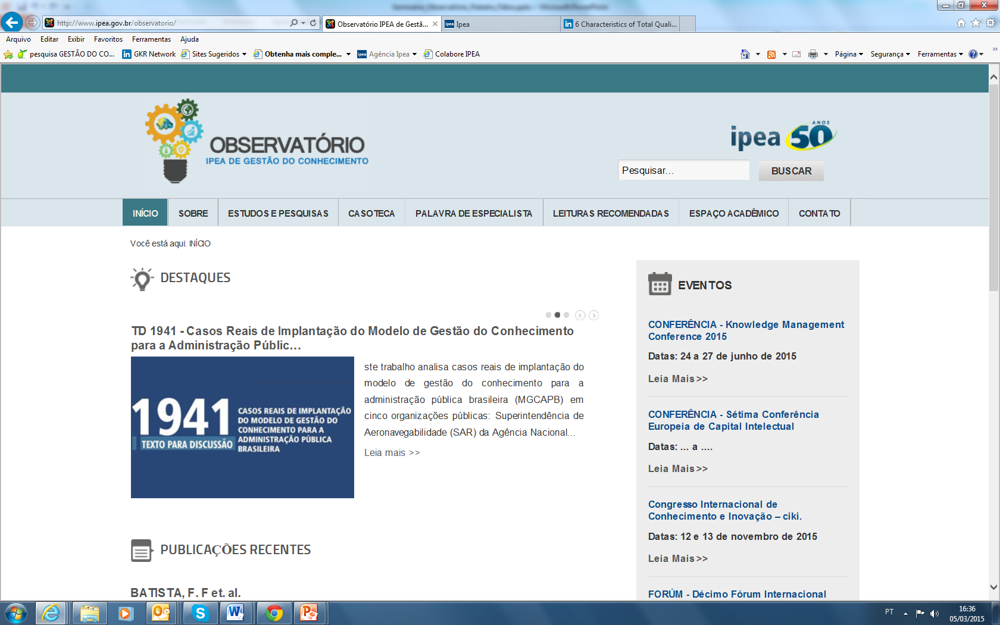 http://www.ipea.gov.br/observatorio/
Observatório IPEA de Gestã...
Ipea
6 Characteristics of Total Quali...
Arquivo Editar Exibir Favoritos Ferramentas Ajuda
pesquisa GESTÃO DO CO...
GKR Network
Sites Sugeridos
Obtenha mais comple...
Agência Ipea
Colabore IPEA
Página
Segurança
Ferramentas
OBSERVATÓRIO
IPEA DE GESTÃO DO CONHECIMENTO
ipea 50
ANOS
Pesquisar...
BUSCAR
INÍCIO SOBRE ESTUDOS E PESQUISAS CASOTECA PALAVRA DE ESPECIALISTA LEITURAS RECOMENDADAS ESPAÇO ACADÊMICO CONTATO
Você está aqui: INÍCIO
DESTAQUES
TD 1941 - Casos Reais de Implantação do Modelo de Gestão do Conhecimento
para a Administração Públic...
1941
TEXTO PARA DISCUSSÃO
CASOS REAIS DE IMPLANTAÇÃO
DO MODELO DE GESTÃO DO
CONHECIMENTO PARA A
ADMINISTRAÇÃO PÚBLICA
BRASILEIRA
ste trabalho analisa casos reais de implantação do
modelo de gestão do conhecimento para a
administração pública brasileira (MGCAPB) em
cinco organizações públicas: Superintendência de
Aeronavegabilidade (SAR) da Agência Nacional...
Leia mais >>
PUBLICAÇÕES RECENTES
BATISTA, F. F et. al.
EVENTOS
CONFERÊNCIA - Knowledge Management
Conference 2015
Datas: 24 a 27 de junho de 2015
Leia Mais >>
CONFERÊNCIA - Sétima Conferência
Europeia de Capital Intelectual
Datas: ... a ....
Leia Mais >>
Congresso Internacional de
Conhecimento e Inovação – ciki.
Datas: 12 e 13 de novembro de 2015
Leia Mais >>
FORÚM - Décimo Fórum Internacional
PT
16:36
05/03/2015